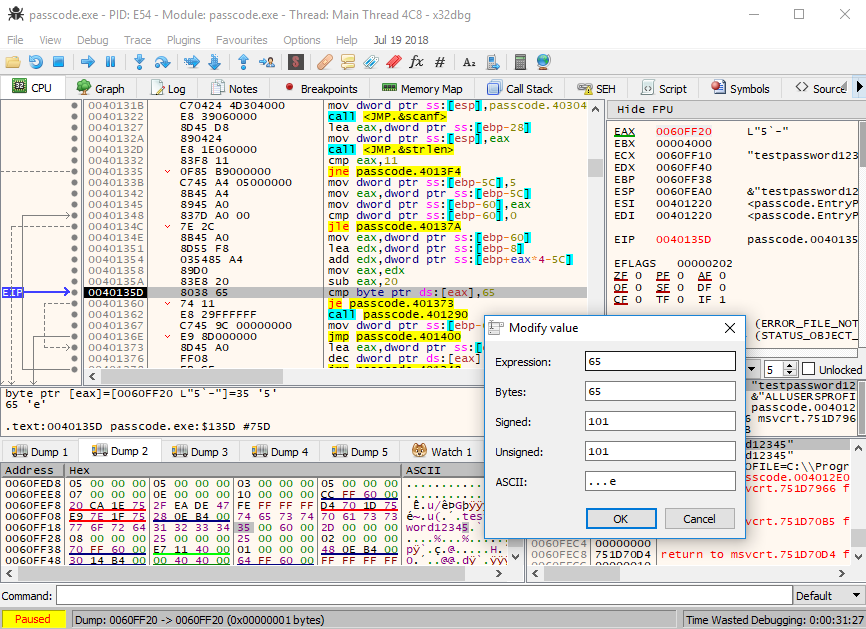 passcode.exe - PID: E54 - Module: passcode.exe - Thread: Main Thread 4C8 - x32dbg
File View Debug Trace Plugins Favourites Options Help Jul 19 2018
CPU Graph Log Notes Breakpoints Memory Map Call Stack SEH Script Symbols Source
0040131B C70424 4D304000 mov dword ptr ss:[esp],passcode.40304
00401322 E8 39060000 call <JMP.&scanf>
00401327 8D45 D8 lea eax,dword ptr ss:[ebp-28]
0040132A 890424 mov dword ptr ss:[esp],eax
0040132D E8 1E060000 call <JMP.&strlen>
00401332 83F8 11 cmp eax,11
00401335 0F85 B9000000 jne passcode.4013F4
0040133B C745 A4 05000000 mov dword ptr ss:[ebp-5C],5
00401342 8B45 A4 mov eax,dword ptr ss:[ebp-5C]
00401345 8945 A0 mov dword ptr ss:[ebp-60],eax
00401348 837D A0 00 cmp dword ptr ss:[ebp-60],0
0040134C 7E 2C jle passcode.40137A
0040134E 8B45 A0 mov eax,dword ptr ss:[ebp-60]
00401351 8D55 F8 lea edx,dword ptr ss:[ebp-8]
00401354 035485 A4 add edx,dword ptr ss:[ebp+eax*4-5C]
00401358 89D0 mov eax,edx
0040135A 83E8 20 sub eax,20
EIP 0040135D 8038 65 cmp byte ptr ds:[eax],65
00401360 74 11 je passcode.401373
00401362 E8 29FFFFFF call passcode.401290
00401367 C745 9C 00000000 mov dword ptr ss:[ebp-
0040136E E9 8D000000 jmp passcode.401400
00401373 8D45 A0 lea eax,dword ptr ss:[e
00401376 FF08 dec dword ptr ds:[eax]
Hide FPU
EAX 0060FF20 L"5`-"
EBX 00004000
ECX 0060FF10 "testpassword123
EDX 0060FF40
EBP 0060FF38
ESP 0060FEA0 &"testpassword12
ESI 00401220 <passcode.EntryP
EDI 00401220 <passcode.EntryP
EIP 0040135D passcode.0040135
EFLAGS 00000202
ZF 0 PF 0 AF 0
OF 0 SF 0 DF 0
CF 0 TF 0 IF 1
(ERROR_FILE_NOT
(STATUS_OBJECT_
5 Unlocked
"testpassword12
&"ALLUSERSPROFI
passcode.004012
6 msvcrt.751D796
Modify value
Expression: 65
Bytes: 65
Signed: 101
Unsigned: 101
ASCII: ...e
OK Cancel
byte ptr [eax]=[0060FF20 L"5`-"]=35 '5'
65 'e'
.text:0040135D passcode.exe:$135D #75D
Dump 1 Dump 2 Dump 3 Dump 4 Dump 5 Watch 1
Address Hex ASCII
0060FED8 05 00 00 00 05 00 00 00 03 00 00 00 05 00 00 00
0060FEE8 07 00 00 00 0E 00 00 00 10 00 00 00 CC FF 60 00
0060FEF8 20 CA 1E 75 2F EA DE 47 FE FF FF FF D4 70 1D 75
0060FF08 E9 7E 1F 75 28 0E B4 00 74 65 73 74 70 61 73 73
0060FF18 77 6F 72 64 31 32 33 34 35 00 60 00 2D 00 00 00 word12345.`.-...
0060FF28 08 00 00 00 25 00 00 00 25 00 00 00 02 00 00 00
0060FF38 70 FF 60 00 E7 11 40 00 01 00 00 00 48 0E B4 00
0060FF48 30 14 B4 00 00 40 40 00 64 FF 60 00 FF FF FF FF
d12345"
OFILE=C:\\Progr
e.004012E0
svcrt.751D7966 f
svcrt.751D70B5 f
0060FEC4 00000000
0060FEC8 751D70D4 return to msvcrt.751D70D4 f
Command: Default
Paused Dump: 0060FF20 -> 0060FF20 (0x00000001 bytes) Time Wasted Debugging: 0:00:31:27